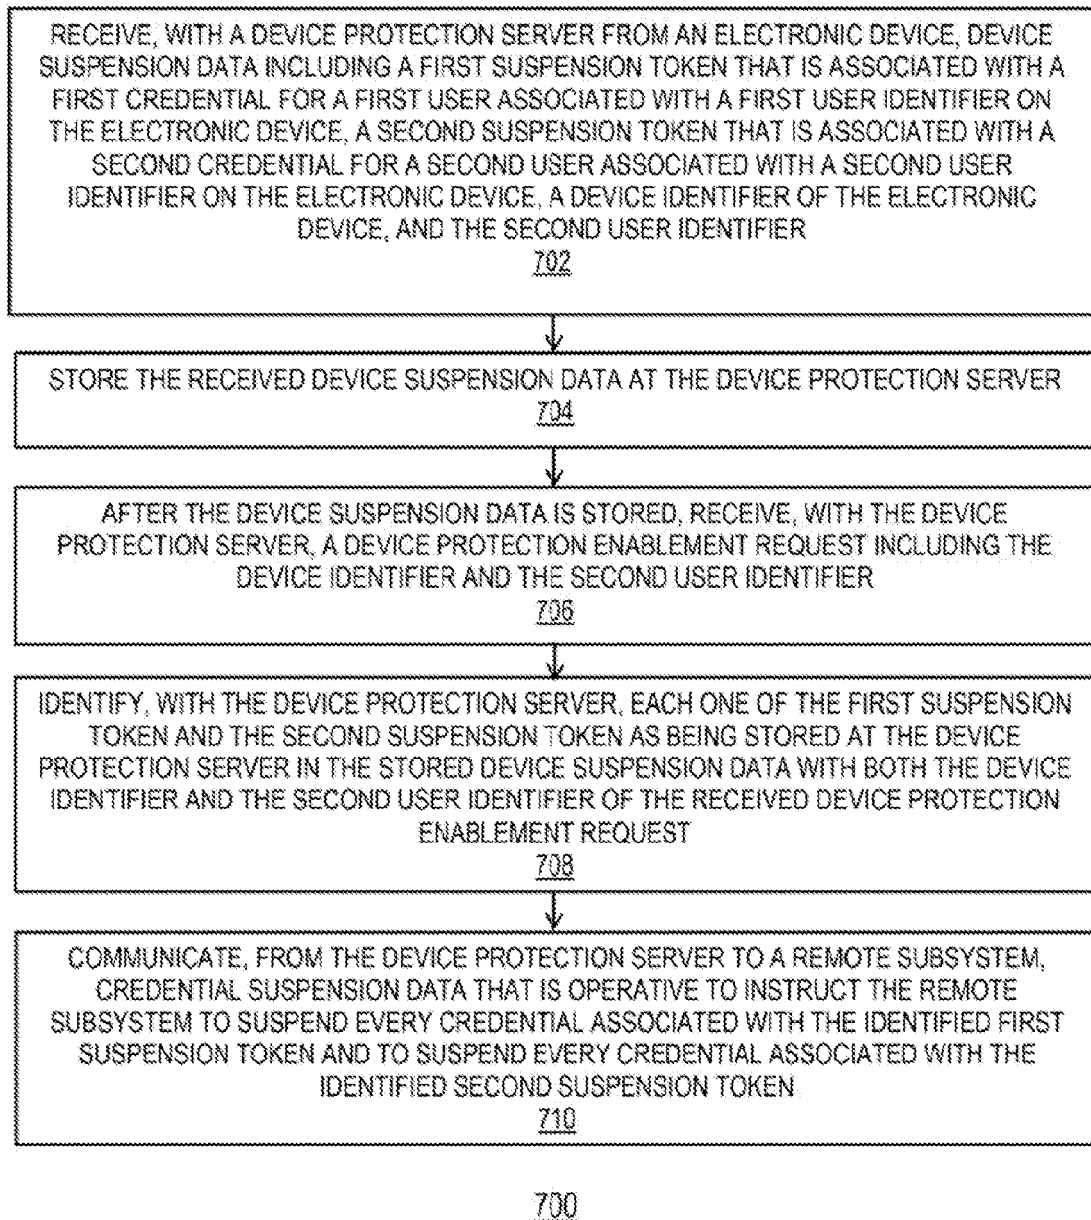 RECEIVE, WITH A DEVICE PROTECTION SERVER FROM AN ELECTRONIC DEVICE, DEVICE
SUSPENSION DATA INCLUDING A FIRST SUSPENSION TOKEN THAT IS ASSOCIATED WITH A
FIRST CREDENTIAL FOR A FIRST USER ASSOCIATED WITH A FIRST USER IDENTIFIER ON
THE ELECTRONIC DEVICE, A SECOND SUSPENSION TOKEN THAT IS ASSOCIATED WITH A
SECOND CREDENTIAL FOR A SECOND USER ASSOCIATED WITH A SECOND USER
IDENTIFIER ON THE ELECTRONIC DEVICE, A DEVICE IDENTIFIER OF THE ELECTRONIC
DEVICE, AND THE SECOND USER IDENTIFIER
702
STORE THE RECEIVED DEVICE SUSPENSION DATA AT THE DEVICE PROTECTION SERVER
704
AFTER THE DEVICE SUSPENSION DATA IS STORED, RECEIVE, WITH THE DEVICE
PROTECTION SERVER, A DEVICE PROTECTION ENABLEMENT REQUEST INCLUDING THE
DEVICE IDENTIFIER AND THE SECOND USER IDENTIFIER
706
IDENTIFY, WITH THE DEVICE PROTECTION SERVER, EACH ONE OF THE FIRST SUSPENSION
TOKEN AND THE SECOND SUSPENSION TOKEN AS BEING STORED AT THE DEVICE
PROTECTION SERVER IN THE STORED DEVICE SUSPENSION DATA WITH BOTH THE DEVICE
IDENTIFIER AND THE SECOND USER IDENTIFIER OF THE RECEIVED DEVICE PROTECTION
ENABLEMENT REQUEST
708
COMMUNICATE, FROM THE DEVICE PROTECTION SERVER TO A REMOTE SUBSYSTEM,
CREDENTIAL SUSPENSION DATA THAT IS OPERATIVE TO INSTRUCT THE REMOTE
SUBSYSTEM TO SUSPEND EVERY CREDENTIAL ASSOCIATED WITH THE IDENTIFIED FIRST
SUSPENSION TOKEN AND TO SUSPEND EVERY CREDENTIAL ASSOCIATED WITH THE
IDENTIFIED SECOND SUSPENSION TOKEN
710
700